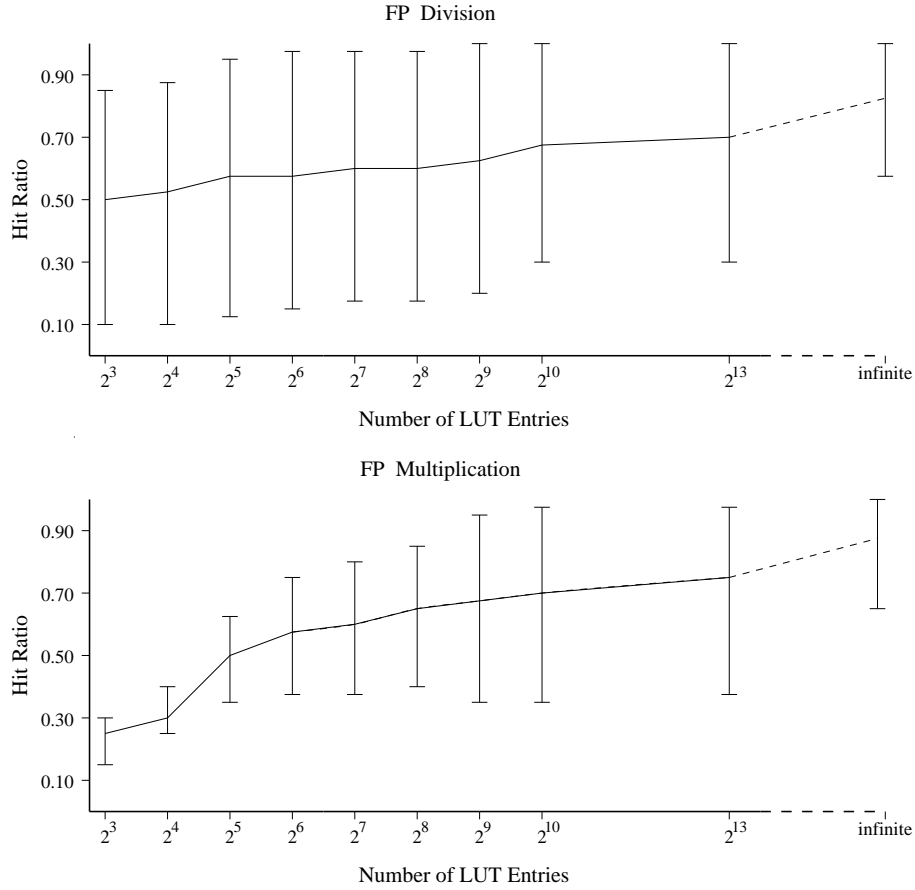 FP Division
0.90
0.70
0.50
0.30
0.10
Hit Ratio
2^3 2^4 2^5 2^6 2^7 2^8 2^9 2^10 2^13 infinite
Number of LUT Entries
FP Multiplication
0.90
0.70
0.50
0.30
0.10
Hit Ratio
2^3 2^4 2^5 2^6 2^7 2^8 2^9 2^10 2^13 infinite
Number of LUT Entries